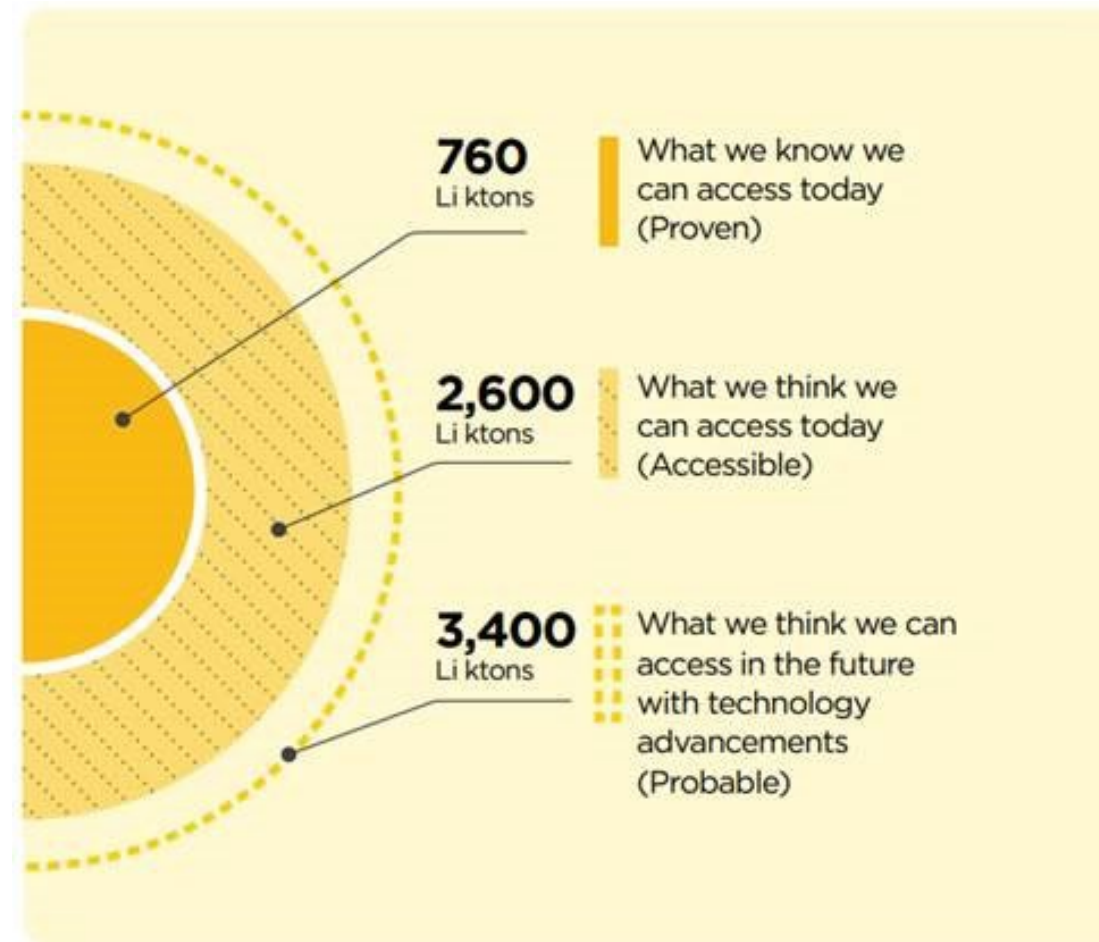 760
Li ktons
What we know we
can access today
(Proven)
2,600
Li ktons
What we think we
can access today
(Accessible)
3,400
Li ktons
What we think we can
access in the future
with technology
advancements
(Probable)